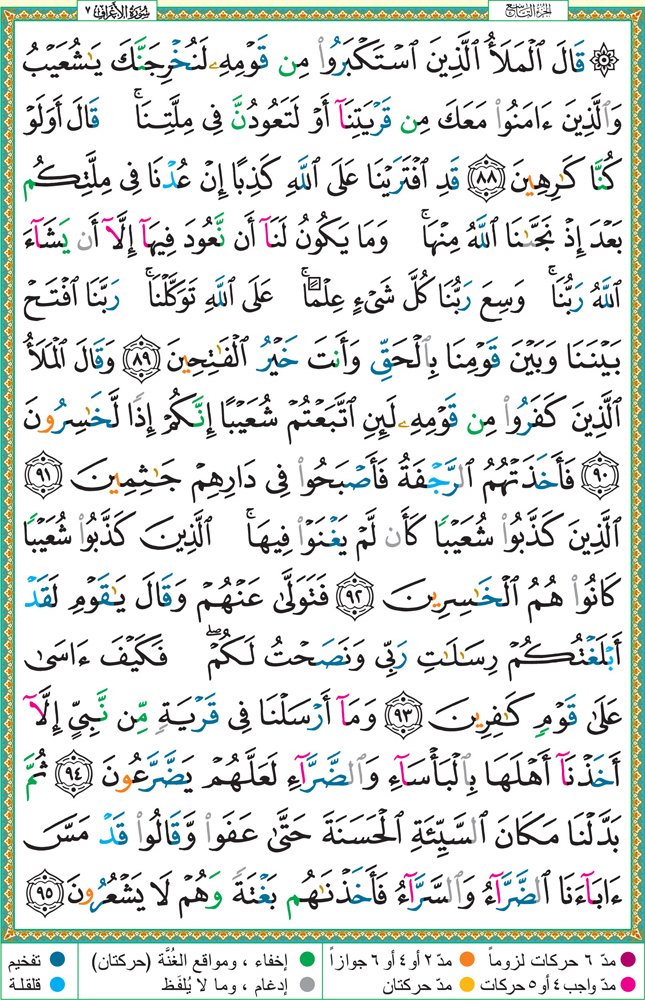 الجزء التاسع
سورة الأعراف ٧
۞ قَالَ ٱلْمَلَأُ ٱلَّذِينَ ٱسْتَكْبَرُوا۟ مِن قَوْمِهِۦ لَنُخْرِجَنَّكَ يَـٰشُعَيْبُ
وَٱلَّذِينَ ءَامَنُوا۟ مَعَكَ مِن قَرْيَتِنَآ أَوْ لَتَعُودُنَّ فِى مِلَّتِنَا ۚ قَالَ أَوَلَوْ
كُنَّا كَـٰرِهِينَ ٨٨ قَدِ ٱفْتَرَيْنَا عَلَى ٱللَّهِ كَذِبًا إِنْ عُدْنَا فِى مِلَّتِكُم
بَعْدَ إِذْ نَجَّىٰنَا ٱللَّهُ مِنْهَا ۚ وَمَا يَكُونُ لَنَآ أَن نَّعُودَ فِيهَآ إِلَّآ أَن يَشَآءَ
ٱللَّهُ رَبُّنَا ۚ وَسِعَ رَبُّنَا كُلَّ شَىْءٍ عِلْمًا ۚ عَلَى ٱللَّهِ تَوَكَّلْنَا ۚ رَبَّنَا ٱفْتَحْ
بَيْنَنَا وَبَيْنَ قَوْمِنَا بِٱلْحَقِّ وَأَنتَ خَيْرُ ٱلْفَـٰتِحِينَ ٨٩ وَقَالَ ٱلْمَلَأُ
ٱلَّذِينَ كَفَرُوا۟ مِن قَوْمِهِۦ لَئِنِ ٱتَّبَعْتُمْ شُعَيْبًا إِنَّكُمْ إِذًا لَّخَـٰسِرُونَ
٩٠ فَأَخَذَتْهُمُ ٱلرَّجْفَةُ فَأَصْبَحُوا۟ فِى دَارِهِمْ جَـٰثِمِينَ ٩١
ٱلَّذِينَ كَذَّبُوا۟ شُعَيْبًا كَأَن لَّمْ يَغْنَوْا۟ فِيهَا ۚ ٱلَّذِينَ كَذَّبُوا۟ شُعَيْبًا
كَانُوا۟ هُمُ ٱلْخَـٰسِرِينَ ٩٢ فَتَوَلَّىٰ عَنْهُمْ وَقَالَ يَـٰقَوْمِ لَقَدْ
أَبْلَغْتُكُمْ رِسَـٰلَـٰتِ رَبِّى وَنَصَحْتُ لَكُمْ ۖ فَكَيْفَ ءَاسَىٰ
عَلَىٰ قَوْمٍ كَـٰفِرِينَ ٩٣ وَمَآ أَرْسَلْنَا فِى قَرْيَةٍ مِّن نَّبِىٍّ إِلَّآ
أَخَذْنَآ أَهْلَهَا بِٱلْبَأْسَآءِ وَٱلضَّرَّآءِ لَعَلَّهُمْ يَضَّرَّعُونَ ٩٤ ثُمَّ
بَدَّلْنَا مَكَانَ ٱلسَّيِّئَةِ ٱلْحَسَنَةَ حَتَّىٰ عَفَوا۟ وَّقَالُوا۟ قَدْ مَسَّ
ءَابَآءَنَا ٱلضَّرَّآءُ وَٱلسَّرَّآءُ فَأَخَذْنَـٰهُم بَغْتَةً وَهُمْ لَا يَشْعُرُونَ ٩٥
مدّ ٦ حركات لزوماً مدّ ٢ أو ٤ أو ٦ جوازاً إخفاء ، ومواقع الغُنَّة (حركتان) تفخيم
مدّ واجب ٤ أو ٥ حركات مدّ حركتان إدغام ، وما لا يُلفَظ قلقلة